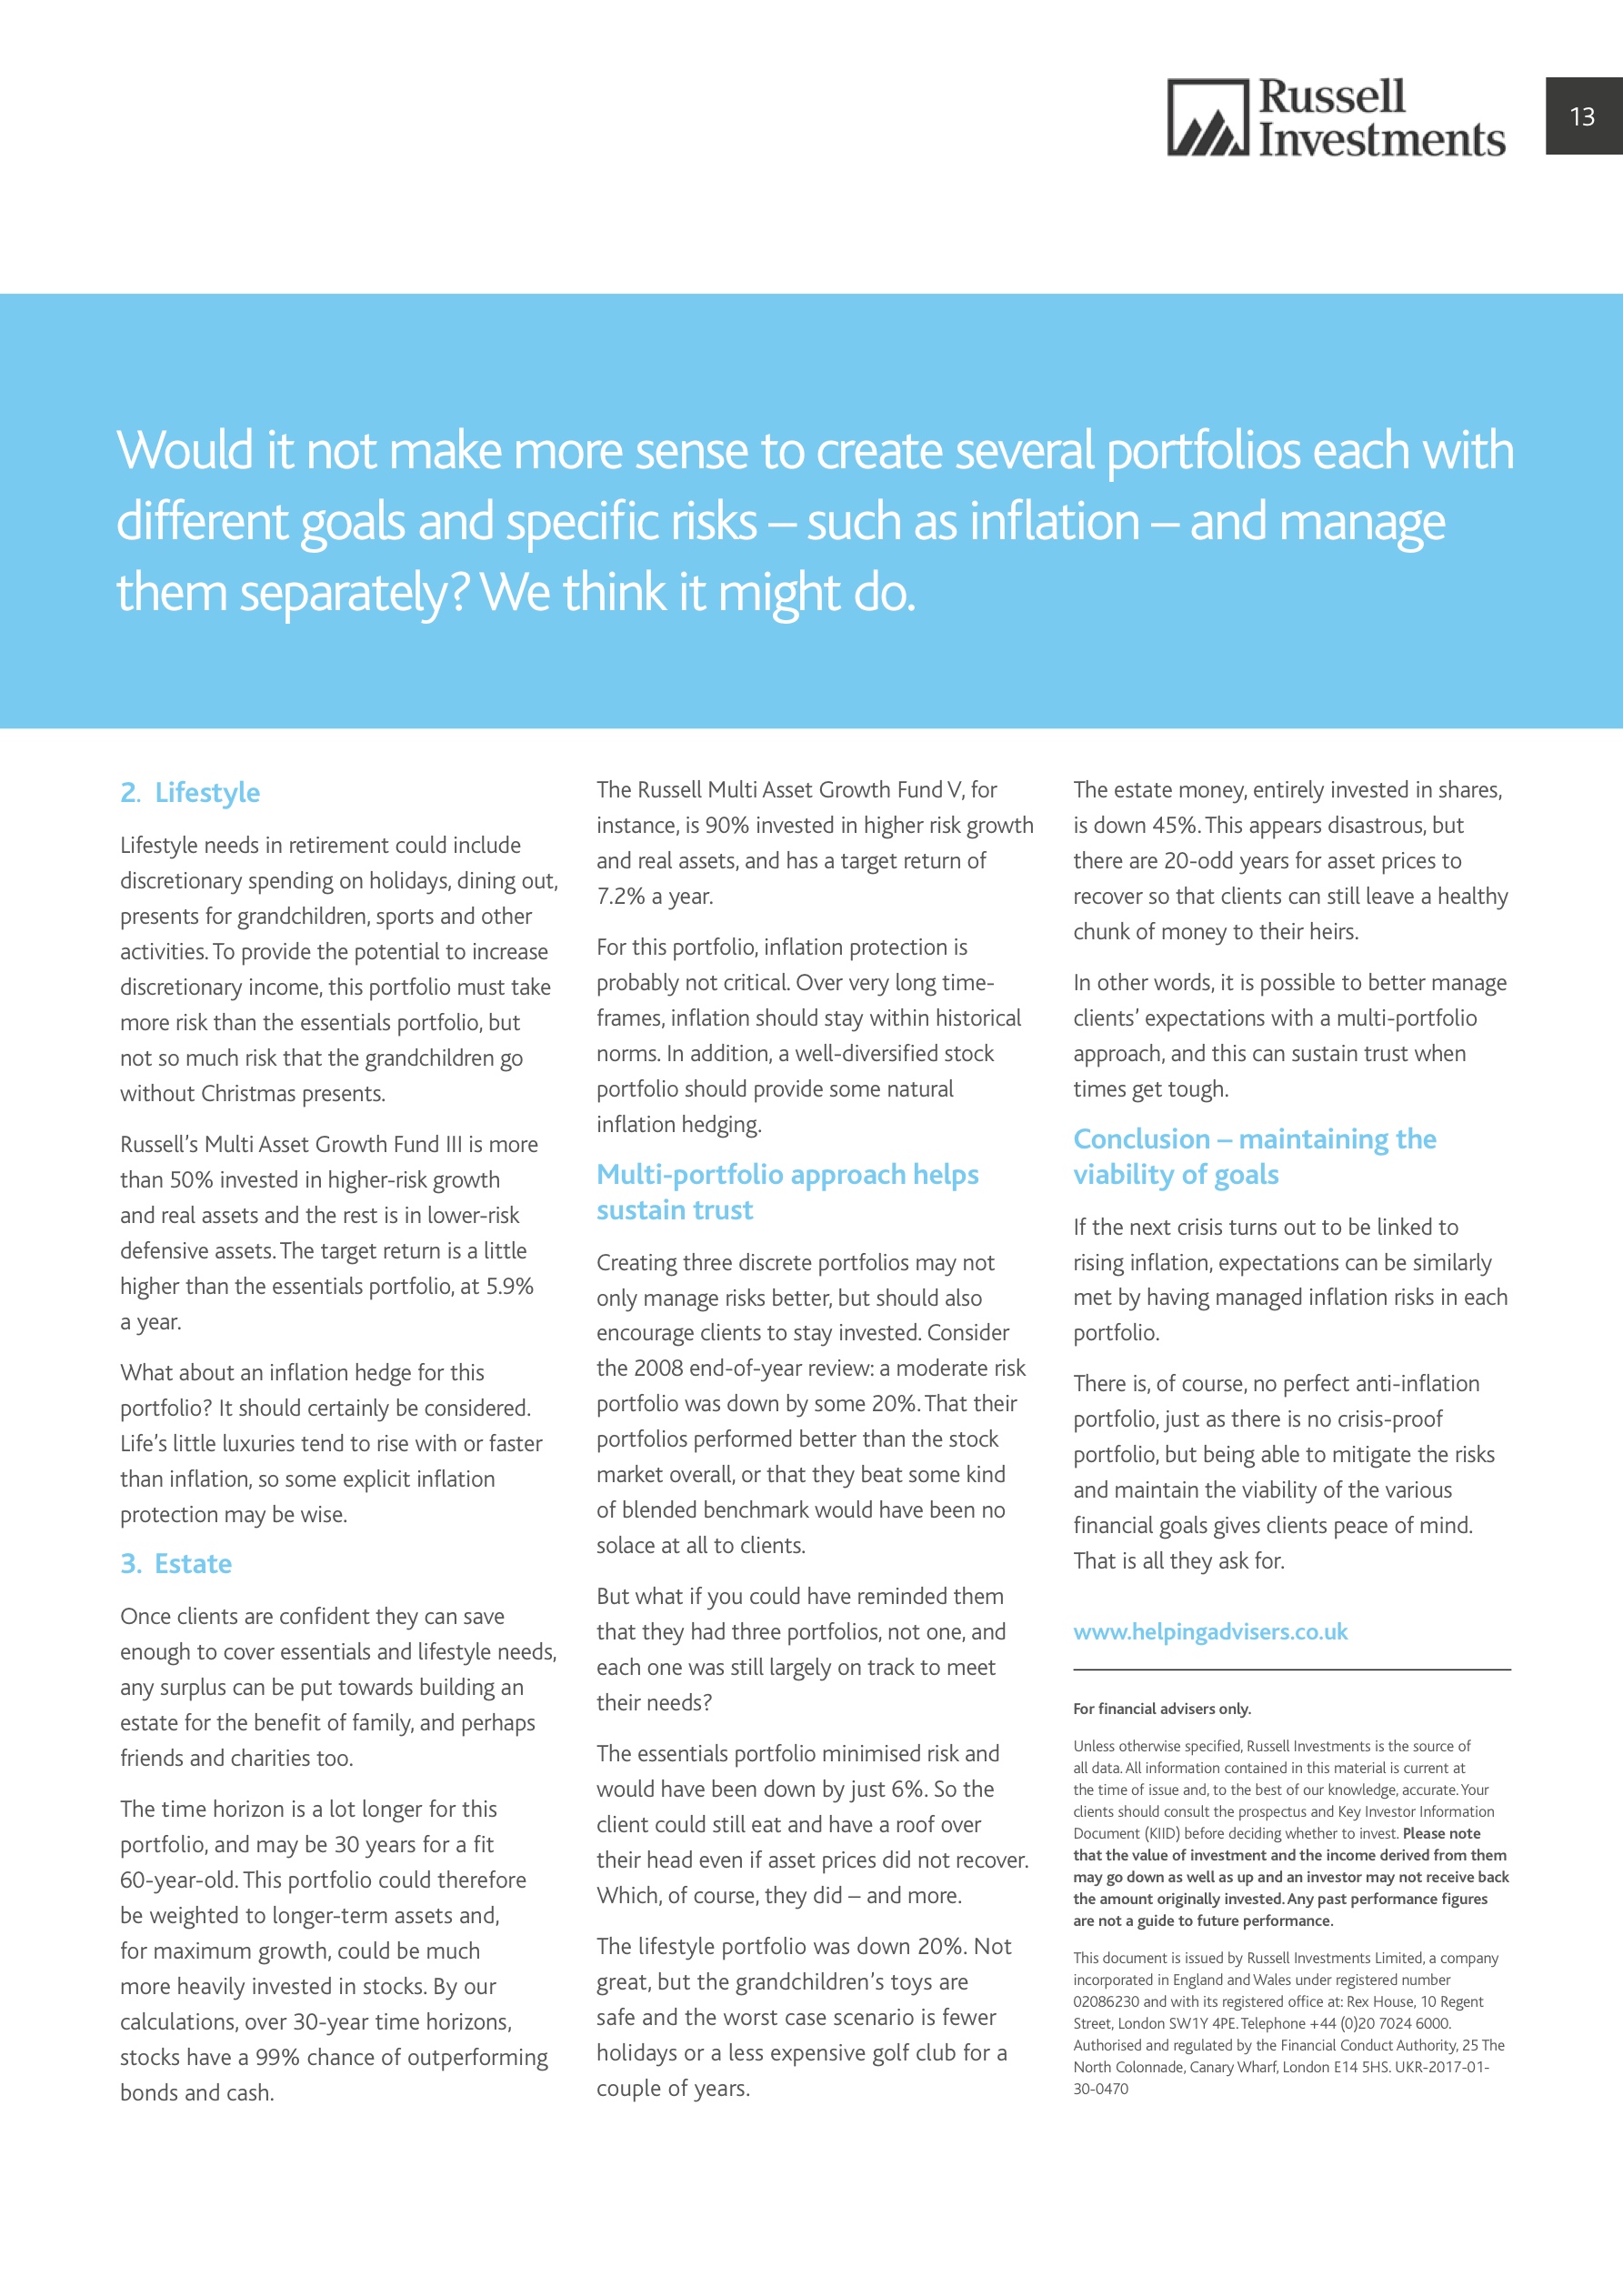 Russell
Investments
13
Would it not make more sense to create several portfolios each with
different goals and specific risks – such as inflation – and manage
them separately? We think it might do.
2. Lifestyle
Lifestyle needs in retirement could include
discretionary spending on holidays, dining out,
presents for grandchildren, sports and other
activities. To provide the potential to increase
discretionary income, this portfolio must take
more risk than the essentials portfolio, but
not so much risk that the grandchildren go
without Christmas presents.
Russell’s Multi Asset Growth Fund III is more
than 50% invested in higher-risk growth
and real assets and the rest is in lower-risk
defensive assets. The target return is a little
higher than the essentials portfolio, at 5.9%
a year.
What about an inflation hedge for this
portfolio? It should certainly be considered.
Life’s little luxuries tend to rise with or faster
than inflation, so some explicit inflation
protection may be wise.
3. Estate
Once clients are confident they can save
enough to cover essentials and lifestyle needs,
any surplus can be put towards building an
estate for the benefit of family, and perhaps
friends and charities too.
The time horizon is a lot longer for this
portfolio, and may be 30 years for a fit
60-year-old. This portfolio could therefore
be weighted to longer-term assets and,
for maximum growth, could be much
more heavily invested in stocks. By our
calculations, over 30-year time horizons,
stocks have a 99% chance of outperforming
bonds and cash.
The Russell Multi Asset Growth Fund V, for
instance, is 90% invested in higher risk growth
and real assets, and has a target return of
7.2% a year.
For this portfolio, inflation protection is
probably not critical. Over very long time-
frames, inflation should stay within historical
norms. In addition, a well-diversified stock
portfolio should provide some natural
inflation hedging.
Multi-portfolio approach helps
sustain trust
Creating three discrete portfolios may not
only manage risks better, but should also
encourage clients to stay invested. Consider
the 2008 end-of-year review: a moderate risk
portfolio was down by some 20%. That their
portfolios performed better than the stock
market overall, or that they beat some kind
of blended benchmark would have been no
solace at all to clients.
But what if you could have reminded them
that they had three portfolios, not one, and
each one was still largely on track to meet
their needs?
The essentials portfolio minimised risk and
would have been down by just 6%. So the
client could still eat and have a roof over
their head even if asset prices did not recover.
Which, of course, they did – and more.
The lifestyle portfolio was down 20%. Not
great, but the grandchildren’s toys are
safe and the worst case scenario is fewer
holidays or a less expensive golf club for a
couple of years.
The estate money, entirely invested in shares,
is down 45%. This appears disastrous, but
there are 20-odd years for asset prices to
recover so that clients can still leave a healthy
chunk of money to their heirs.
In other words, it is possible to better manage
clients’ expectations with a multi-portfolio
approach, and this can sustain trust when
times get tough.
Conclusion – maintaining the
viability of goals
If the next crisis turns out to be linked to
rising inflation, expectations can be similarly
met by having managed inflation risks in each
portfolio.
There is, of course, no perfect anti-inflation
portfolio, just as there is no crisis-proof
portfolio, but being able to mitigate the risks
and maintain the viability of the various
financial goals gives clients peace of mind.
That is all they ask for.
www.helpingadvisers.co.uk
For financial advisers only.
Unless otherwise specified, Russell Investments is the source of
all data. All information contained in this material is current at
the time of issue and, to the best of our knowledge, accurate. Your
clients should consult the prospectus and Key Investor Information
Document (KIID) before deciding whether to invest. Please note
that the value of investment and the income derived from them
may go down as well as up and an investor may not receive back
the amount originally invested. Any past performance figures
are not a guide to future performance.
This document is issued by Russell Investments Limited, a company
incorporated in England and Wales under registered number
02086230 and with its registered office at: Rex House, 10 Regent
Street, London SW1Y 4PE. Telephone +44 (0)20 7024 6000.
Authorised and regulated by the Financial Conduct Authority, 25 The
North Colonnade, Canary Wharf, London E14 5HS. UKR-2017-01-
30-0470